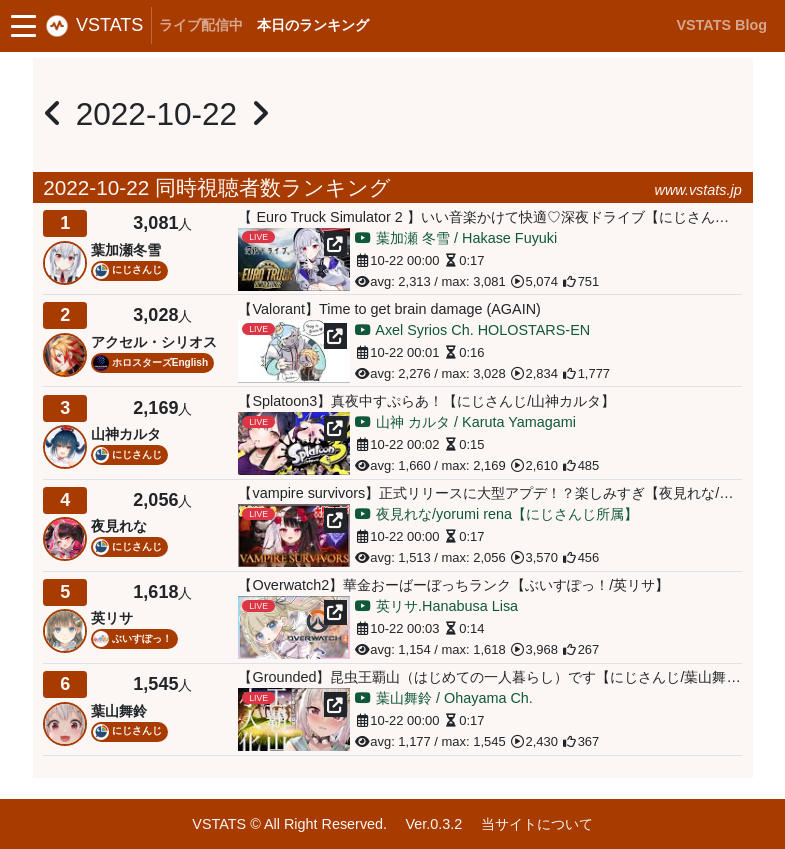 VSTATS ライブ配信中 本日のランキング VSTATS Blog
2022-10-22
2022-10-22 同時視聴者数ランキング www.vstats.jp
1 3,081人
葉加瀬冬雪
にじさんじ
【 Euro Truck Simulator 2 】いい音楽かけて快適♡深夜ドライブ【にじさん…
LIVE
EURO TRUCK
葉加瀬 冬雪 / Hakase Fuyuki
10-22 00:00 0:17
avg: 2,313 / max: 3,081 5,074 751
2 3,028人
アクセル・シリオス
ホロスターズEnglish
【Valorant】Time to get brain damage (AGAIN)
LIVE
Axel Syrios Ch. HOLOSTARS-EN
10-22 00:01 0:16
avg: 2,276 / max: 3,028 2,834 1,777
3 2,169人
山神カルタ
にじさんじ
【Splatoon3】真夜中すぷらあ！【にじさんじ/山神カルタ】
LIVE
Splatoon 3
山神 カルタ / Karuta Yamagami
10-22 00:02 0:15
avg: 1,660 / max: 2,169 2,610 485
4 2,056人
夜見れな
にじさんじ
【vampire survivors】正式リリースに大型アプデ！？楽しみすぎ【夜見れな/…
LIVE
VAMPIRE SURVIVORS
夜見れな/yorumi rena【にじさんじ所属】
10-22 00:00 0:17
avg: 1,513 / max: 2,056 3,570 456
5 1,618人
英リサ
ぶいすぽっ！
【Overwatch2】華金おーばーぼっちランク【ぶいすぽっ！/英リサ】
LIVE
OVERWATCH
英リサ.Hanabusa Lisa
10-22 00:03 0:14
avg: 1,154 / max: 1,618 3,968 267
6 1,545人
葉山舞鈴
にじさんじ
【Grounded】昆虫王覇山（はじめての一人暮らし）です【にじさんじ/葉山舞…
LIVE
葉山舞鈴 / Ohayama Ch.
10-22 00:00 0:17
avg: 1,177 / max: 1,545 2,430 367
VSTATS © All Right Reserved. Ver.0.3.2 当サイトについて